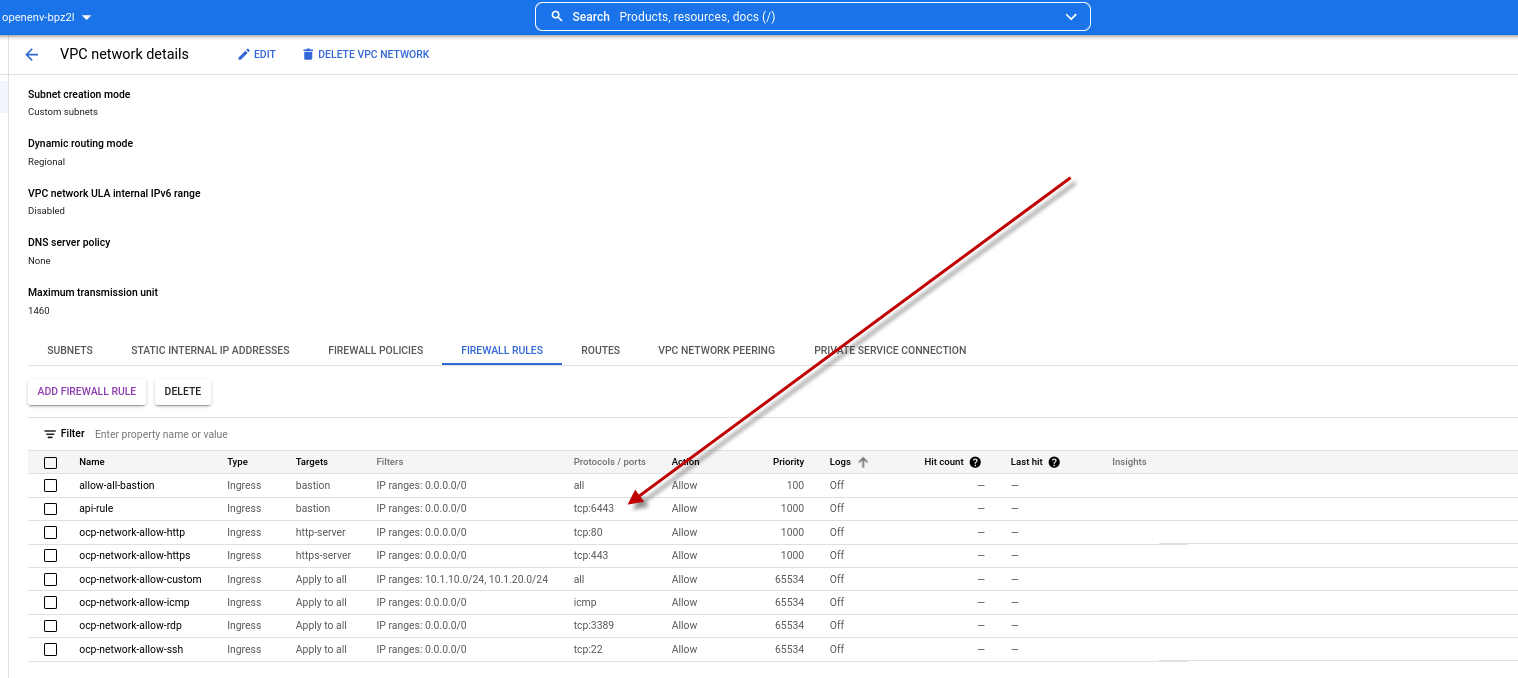 openenv-bpz2l
Search Products, resources, docs (/)
VPC network details EDIT DELETE VPC NETWORK
Subnet creation mode
Custom subnets
Dynamic routing mode
Regional
VPC network ULA internal IPv6 range
Disabled
DNS server policy
None
Maximum transmission unit
1460
SUBNETS STATIC INTERNAL IP ADDRESSES FIREWALL POLICIES FIREWALL RULES ROUTES VPC NETWORK PEERING PRIVATE SERVICE CONNECTION
ADD FIREWALL RULE DELETE
Filter Enter property name or value
Name Type Targets Filters Protocols / ports Action Priority Logs Hit count ? Last hit ? Insights
allow-all-bastion Ingress bastion IP ranges: 0.0.0.0/0 all Allow 100 Off — —
api-rule Ingress bastion IP ranges: 0.0.0.0/0 tcp:6443 Allow 1000 Off — —
ocp-network-allow-http Ingress http-server IP ranges: 0.0.0.0/0 tcp:80 Allow 1000 Off — —
ocp-network-allow-https Ingress https-server IP ranges: 0.0.0.0/0 tcp:443 Allow 1000 Off — —
ocp-network-allow-custom Ingress Apply to all IP ranges: 10.1.10.0/24, 10.1.20.0/24 all Allow 65534 Off — —
ocp-network-allow-icmp Ingress Apply to all IP ranges: 0.0.0.0/0 icmp Allow 65534 Off — —
ocp-network-allow-rdp Ingress Apply to all IP ranges: 0.0.0.0/0 tcp:3389 Allow 65534 Off — —
ocp-network-allow-ssh Ingress Apply to all IP ranges: 0.0.0.0/0 tcp:22 Allow 65534 Off — —